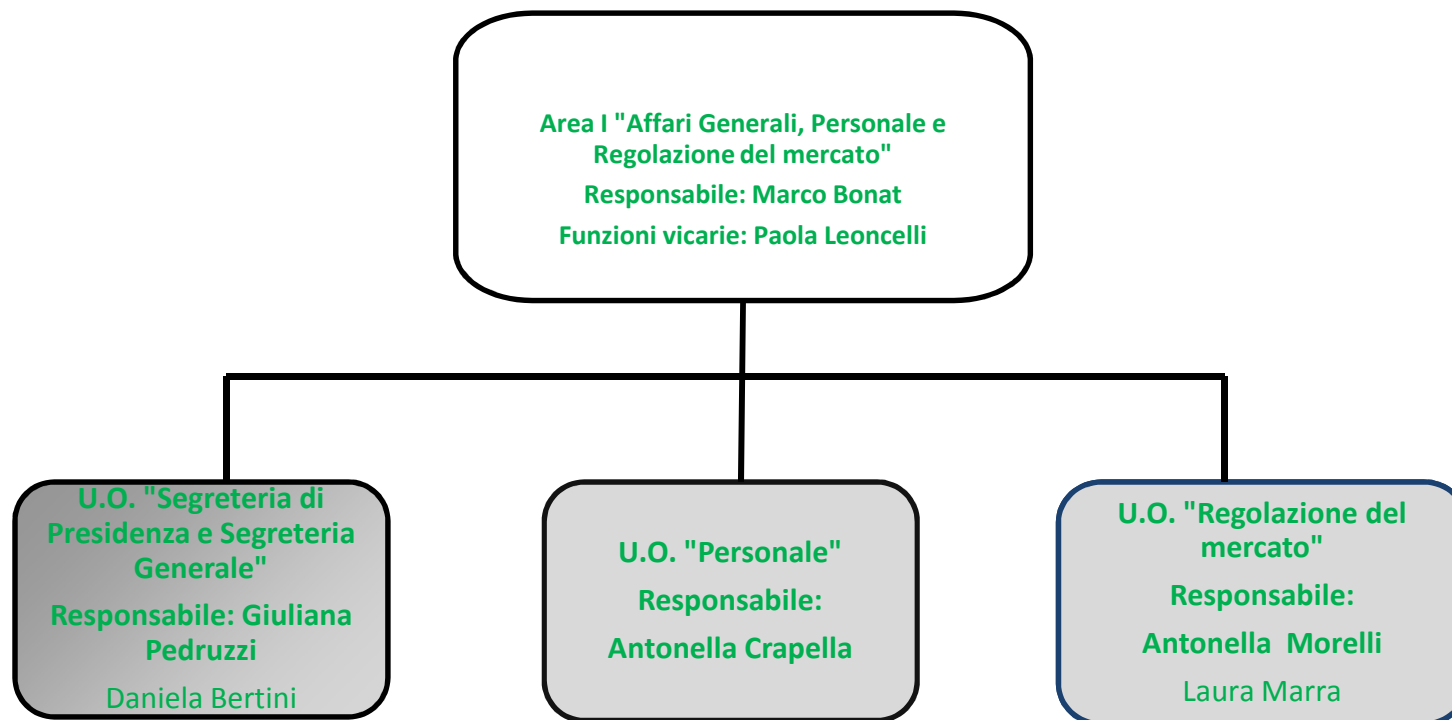 Area I "Affari Generali, Personale e
Regolazione del mercato"
Responsabile: Marco Bonat
Funzioni vicarie: Paola Leoncelli
U.O. "Segreteria di
Presidenza e Segreteria
Generale"
Responsabile: Giuliana
Pedruzzi
Daniela Bertini
U.O. "Personale"
Responsabile:
Antonella Crapella
U.O. "Regolazione del
mercato"
Responsabile:
Antonella  Morelli
Laura Marra